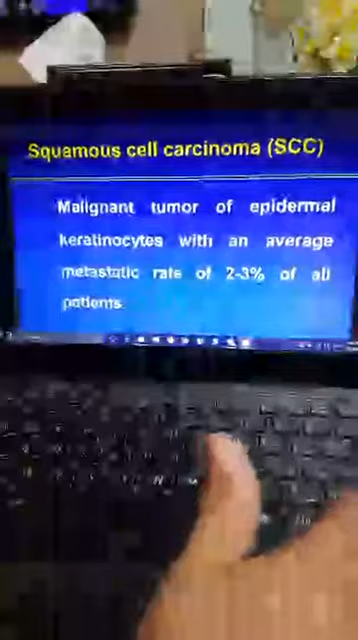 Squamous cell carcinoma (SCC)
Malignant tumor of epidermal
keratinocytes with an average
metastatic rate of 2-3% of all
patients